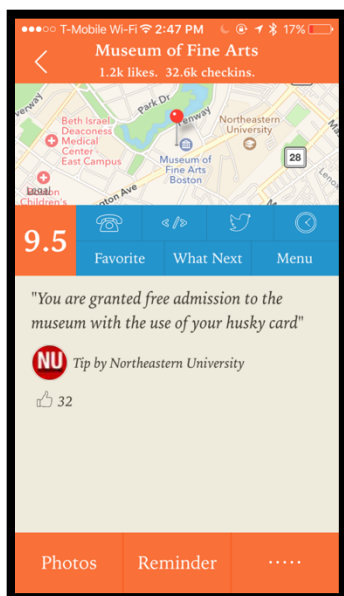 T-Mobile Wi-Fi 2:47 PM 17%
Museum of Fine Arts
1.2k likes. 32.6k checkins.
Park Dr
Beth Israel
Deaconess
Medical
Center
East Campus
Northeastern
University
Museum of
Fine Arts
Boston
28
Legal
Children's
9.5
</>
Favorite What Next Menu
"You are granted free admission to the
museum with the use of your husky card"
NU Tip by Northeastern University
32
Photos Reminder .....